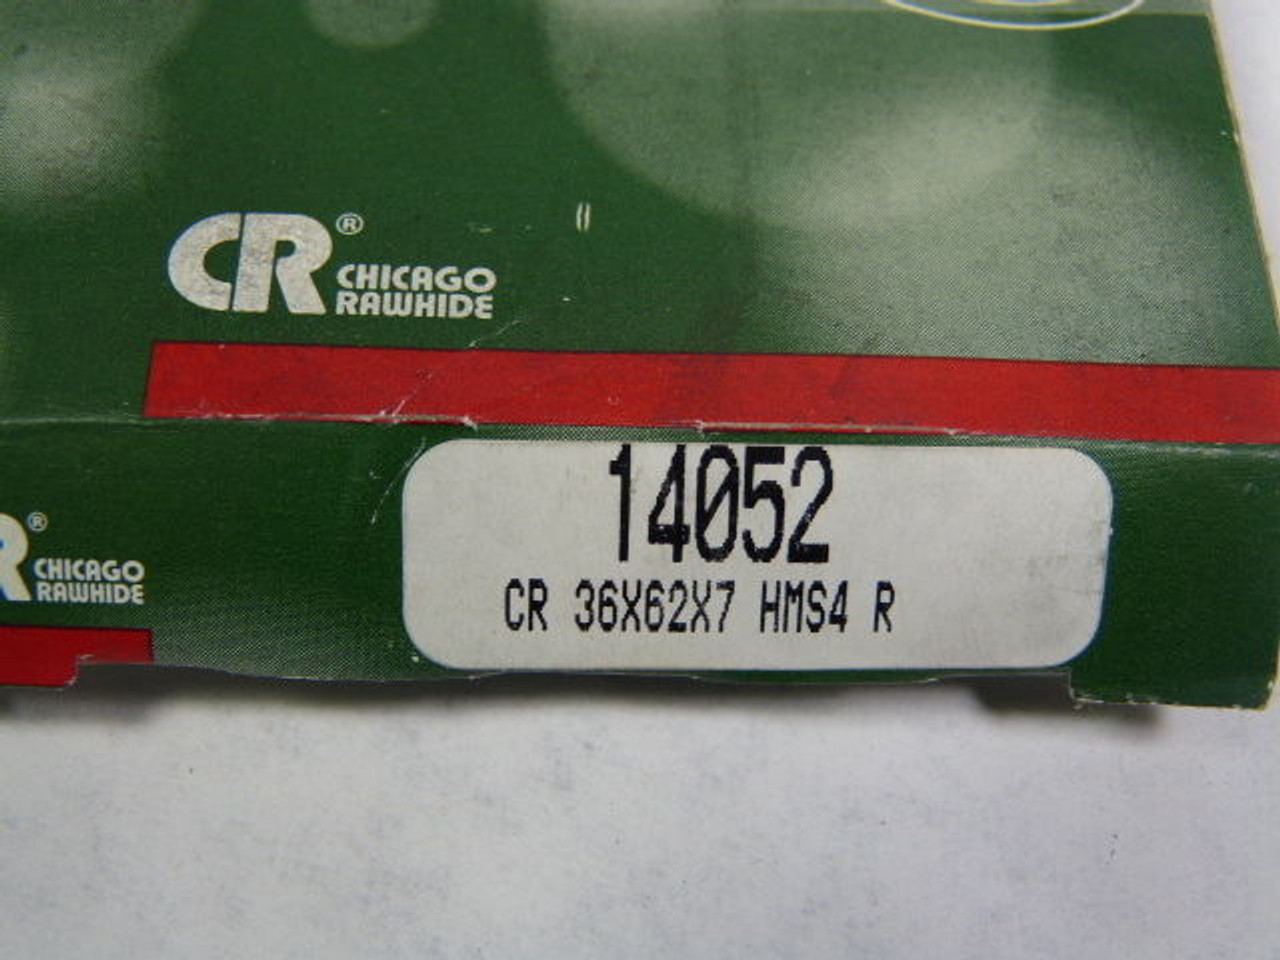 CR®
CHICAGO
RAWHIDE
14052
CR 36X62X7 HMS4 R
R®
CHICAGO
RAWHIDE